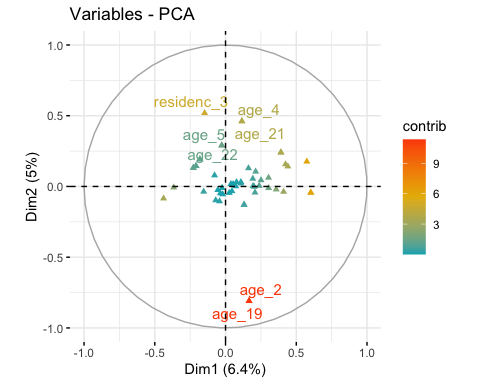 Variables - PCA
1.0
0.5
0.0
-0.5
-1.0
Dim2 (5%)
residenc_3
age_4
age_5
age_21
age_22
age_2
age_19
-1.0
-0.5
0.0
0.5
1.0
Dim1 (6.4%)
contrib
9
6
3